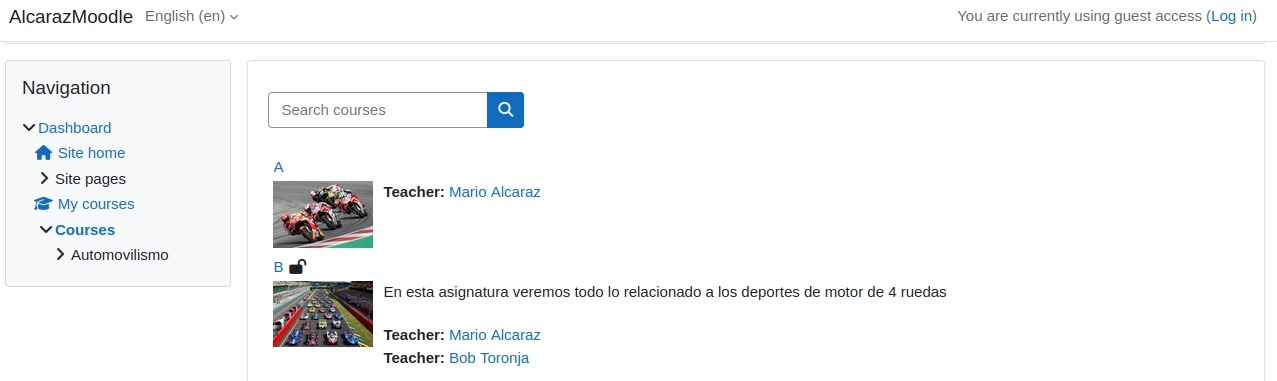 AlcarazMoodle English (en) You are currently using guest access (Log in)
Navigation
Dashboard
Site home
Site pages
My courses
Courses
Automovilismo
Search courses
A
Teacher: Mario Alcaraz
B
En esta asignatura veremos todo lo relacionado a los deportes de motor de 4 ruedas
Teacher: Mario Alcaraz
Teacher: Bob Toronja